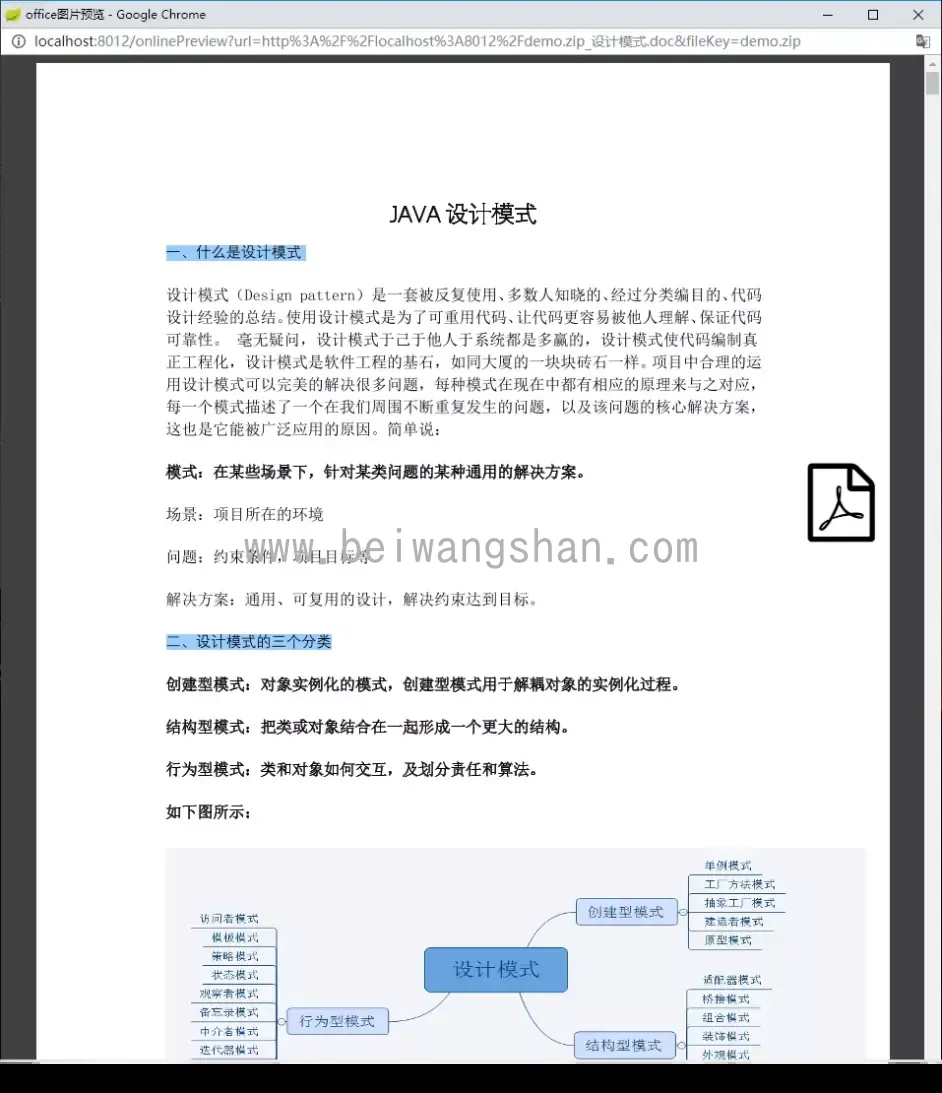 office图片预览 - Google Chrome
localhost:8012/onlinePreview?url=http%3A%2F%2Flocalhost%3A8012%2Fdemo.zip_设计模式.doc&fileKey=demo.zip
JAVA 设计模式
一、什么是设计模式
设计模式（Design pattern）是一套被反复使用、多数人知晓的、经过分类编目的、代码
设计经验的总结。使用设计模式是为了可重用代码、让代码更容易被他人理解、保证代码
可靠性。 毫无疑问，设计模式于己于他人于系统都是多赢的，设计模式使代码编制真
正工程化，设计模式是软件工程的基石，如同大厦的一块块砖石一样。项目中合理的运
用设计模式可以完美的解决很多问题，每种模式在现在中都有相应的原理来与之对应，
每一个模式描述了一个在我们周围不断重复发生的问题，以及该问题的核心解决方案，
这也是它能被广泛应用的原因。简单说：
模式：在某些场景下，针对某类问题的某种通用的解决方案。
场景：项目所在的环境
问题：约束条件，项目目标等
www.beiwangshan.com
解决方案：通用、可复用的设计，解决约束达到目标。
二、设计模式的三个分类
创建型模式：对象实例化的模式，创建型模式用于解耦对象的实例化过程。
结构型模式：把类或对象结合在一起形成一个更大的结构。
行为型模式：类和对象如何交互，及划分责任和算法。
如下图所示：
单例模式
工厂方法模式
抽象工厂模式
建造者模式
原型模式
创建型模式
访问者模式
模板模式
策略模式
状态模式
观察者模式
备忘录模式
中介者模式
迭代器模式
行为型模式
设计模式
适配器模式
桥接模式
组合模式
装饰模式
外观模式
结构型模式